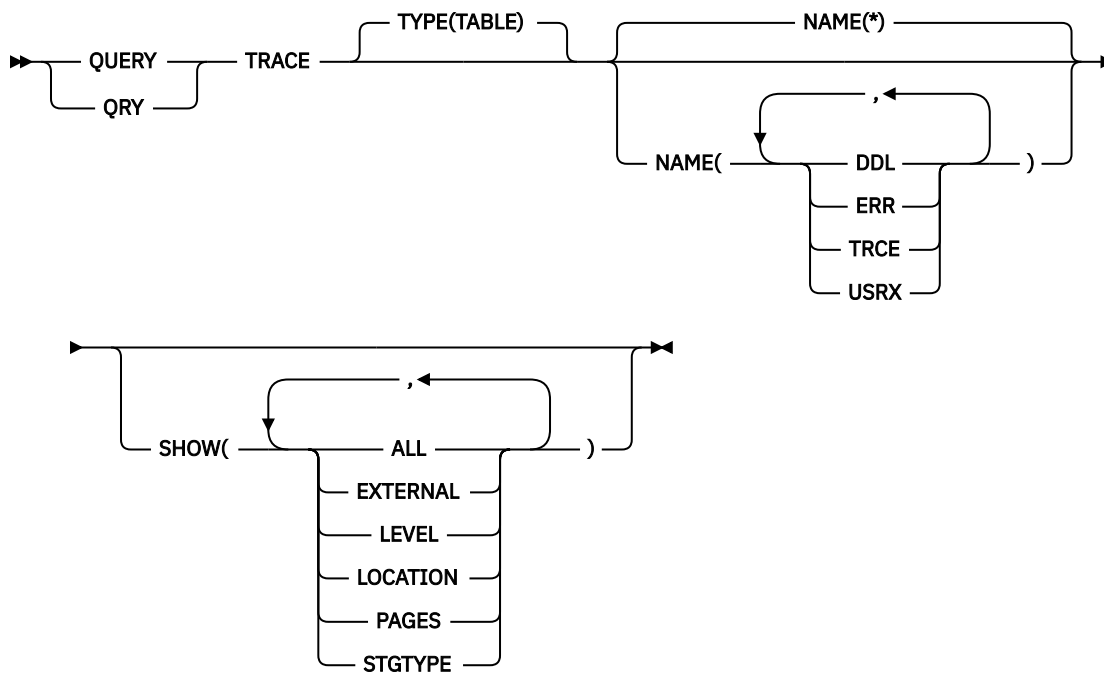 TYPE(TABLE) NAME(*)
QUERY TRACE
QRY
,
NAME( DDL )
ERR
TRCE
USRX
,
SHOW( ALL )
EXTERNAL
LEVEL
LOCATION
PAGES
STGTYPE